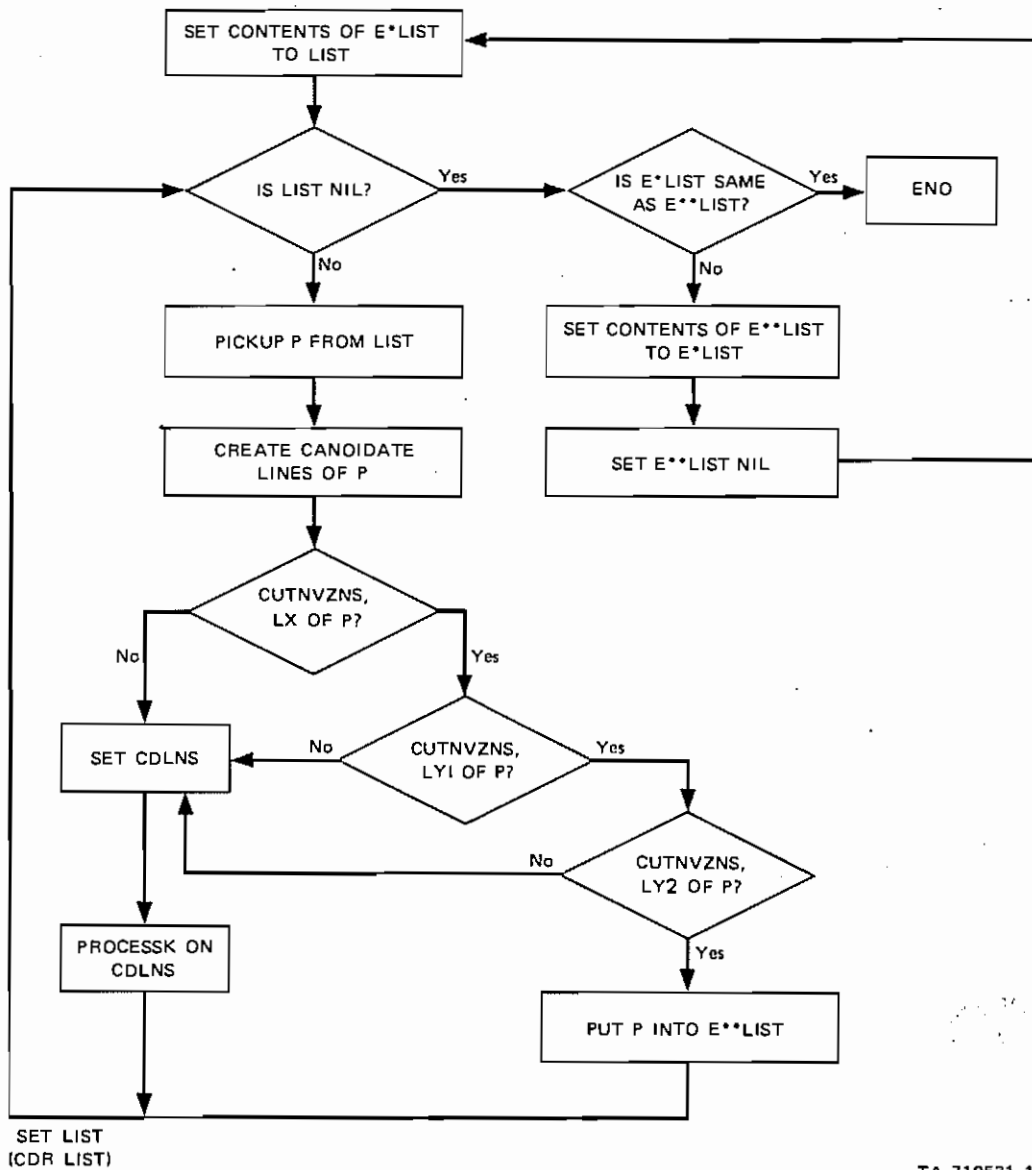 SET CONTENTS OF E*LIST
TO LIST
IS LIST NIL?
Yes
IS E*LIST SAME
AS E**LIST?
Yes
ENO
No
No
PICKUP P FROM LIST
SET CONTENTS OF E**LIST
TO E*LIST
CREATE CANOIDATE
LINES OF P
SET E**LIST NIL
CUTNVZNS,
LX OF P?
No
Yes
SET CDLNS
No
CUTNVZNS,
LY1 OF P?
Yes
No
CUTNVZNS,
LY2 OF P?
PROCESSK ON
CDLNS
Yes
PUT P INTO E**LIST
SET LIST
(CDR LIST)